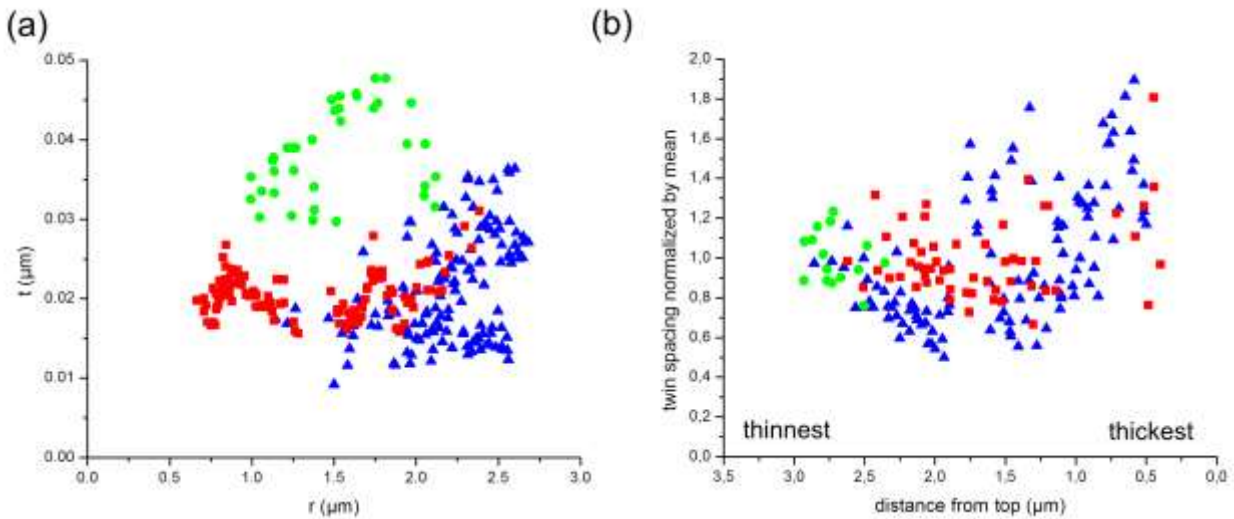 (a)
(b)
t (μm)
0.05
0.04
0.03
0.02
0.01
0.00
0.0 0.5 1.0 1.5 2.0 2.5 3.0
r (μm)
twin spacing normalized by mean
2,0
1,8
1,6
1,4
1,2
1,0
0,8
0,6
0,4
0,2
0,0
thinnest thickest
3,5 3,0 2,5 2,0 1,5 1,0 0,5 0,0
distance from top (μm)